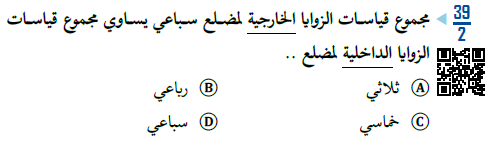 39
2
مجموع قياسات الزوايا الخارجية لمضلع سباعي يساوي مجموع قياسات
الزوايا الداخلية لمضلع ..
A ثلاثي
B رباعي
C خماسي
D سباعي